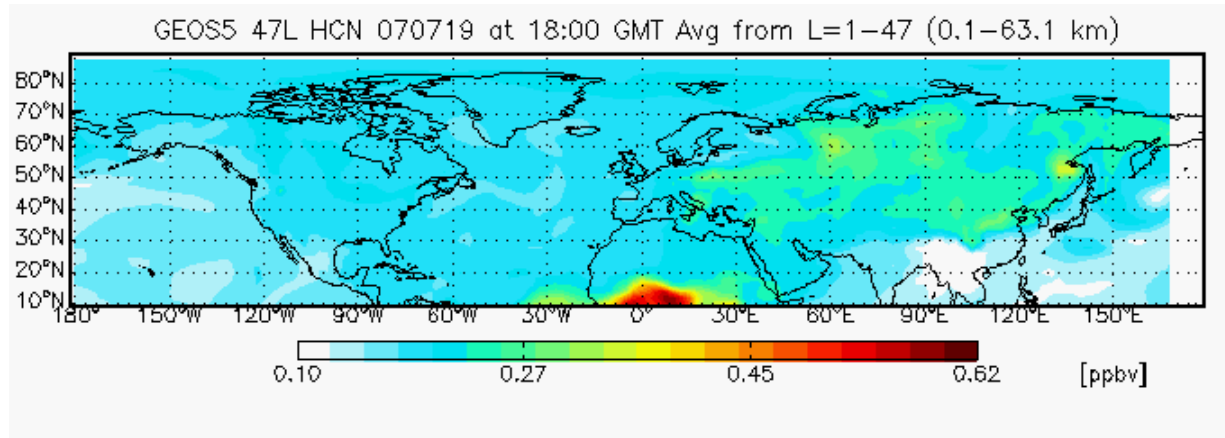 GEOS5 47L HCN 070719 at 18:00 GMT Avg from L=1-47 (0.1-63.1 km)
80°N
70°N
60°N
50°N
40°N
30°N
20°N
10°N
180° 150°W 120°W 90°W 60°W 30°W 0° 30°E 60°E 90°E 120°E 150°E
0.10 0.27 0.45 0.62 [ppbv]